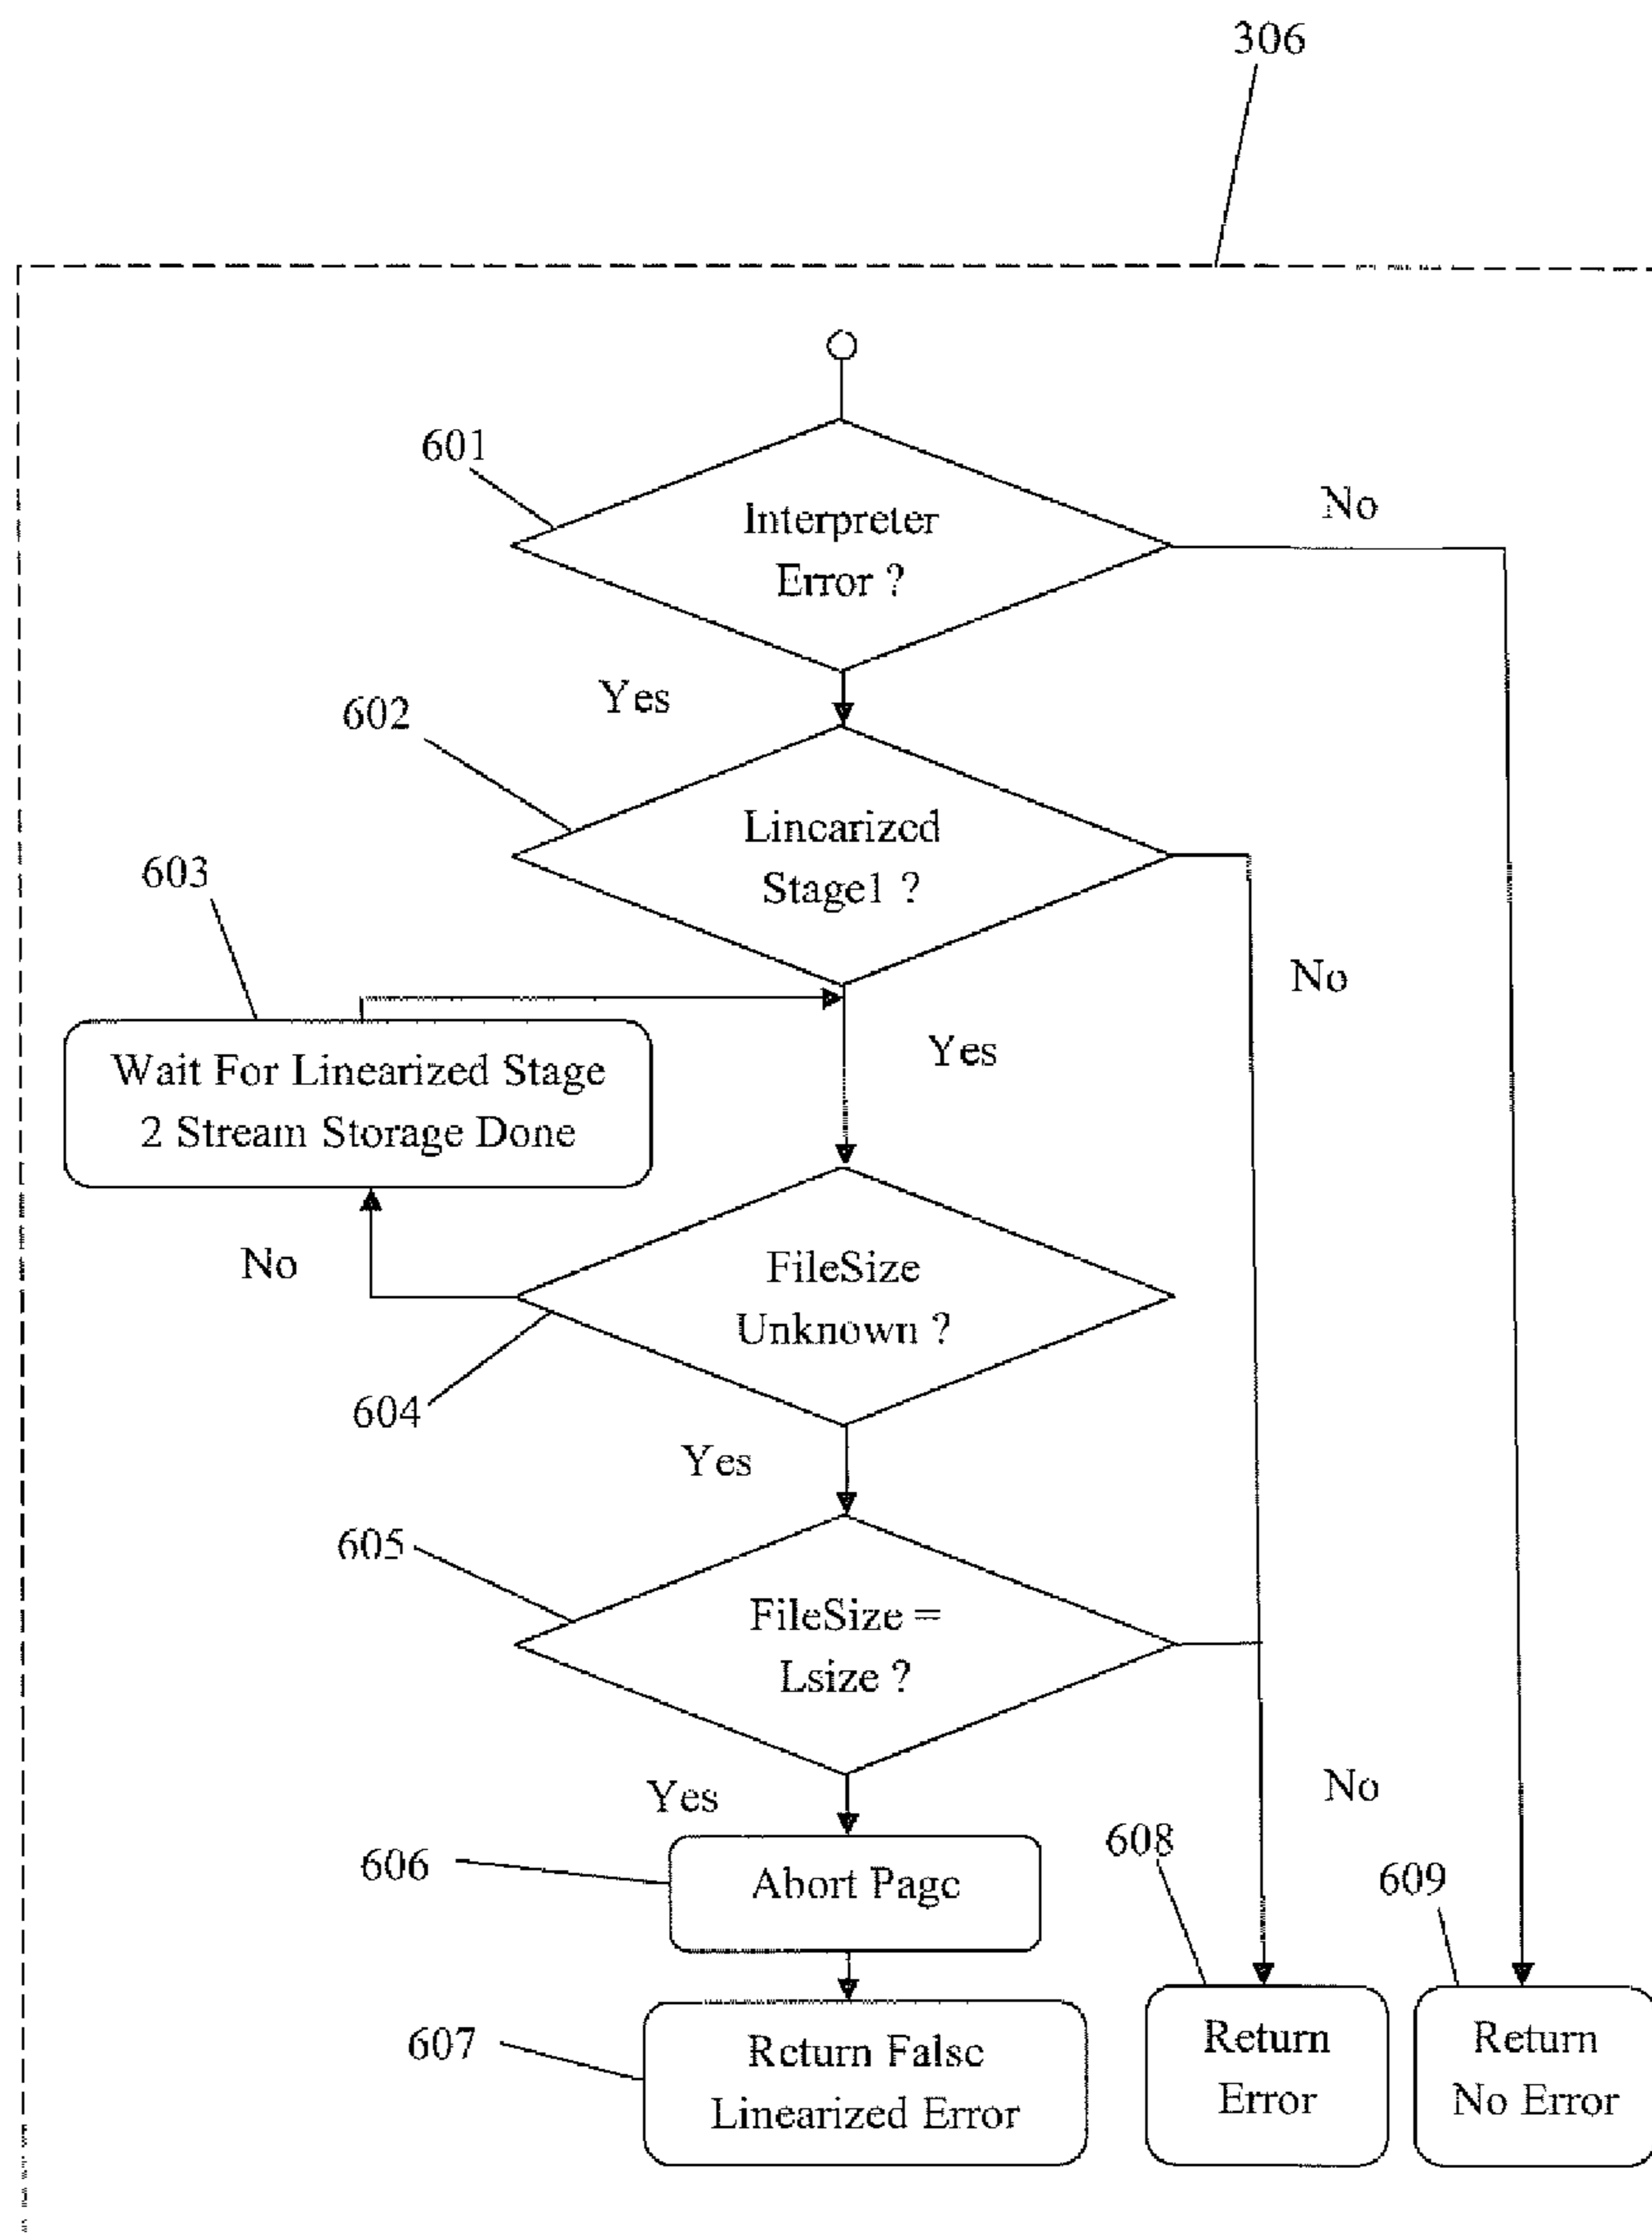 306
601
Interpreter
Error ?
No
Yes
602
Linearized
Stage1 ?
No
603
Wait For Linearized Stage
2 Stream Storage Done
Yes
No
FileSize
Unknown ?
604
Yes
605
FileSize =
Lsize ?
No
Yes
606
Abort Page
608
609
607
Return False
Linearized Error
Return
Error
Return
No Error